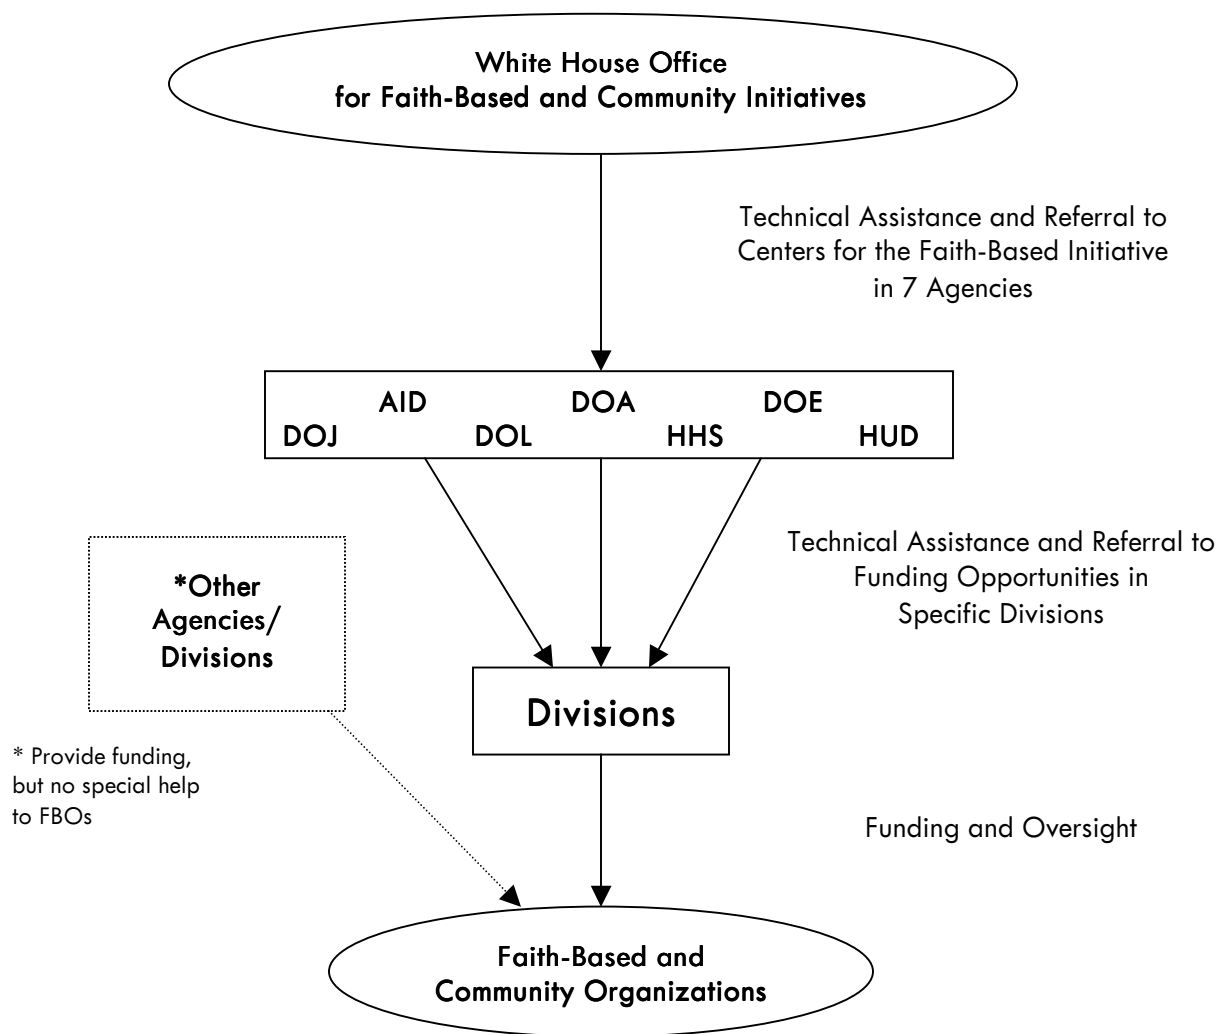 White House Office
for Faith-Based and Community Initiatives
Technical Assistance and Referral to
Centers for the Faith-Based Initiative
in 7 Agencies
AID DOA DOE
DOJ DOL HHS HUD
Technical Assistance and Referral to
Funding Opportunities in
Specific Divisions
*Other
Agencies/
Divisions
Divisions
* Provide funding,
but no special help
to FBOs
Funding and Oversight
Faith-Based and
Community Organizations